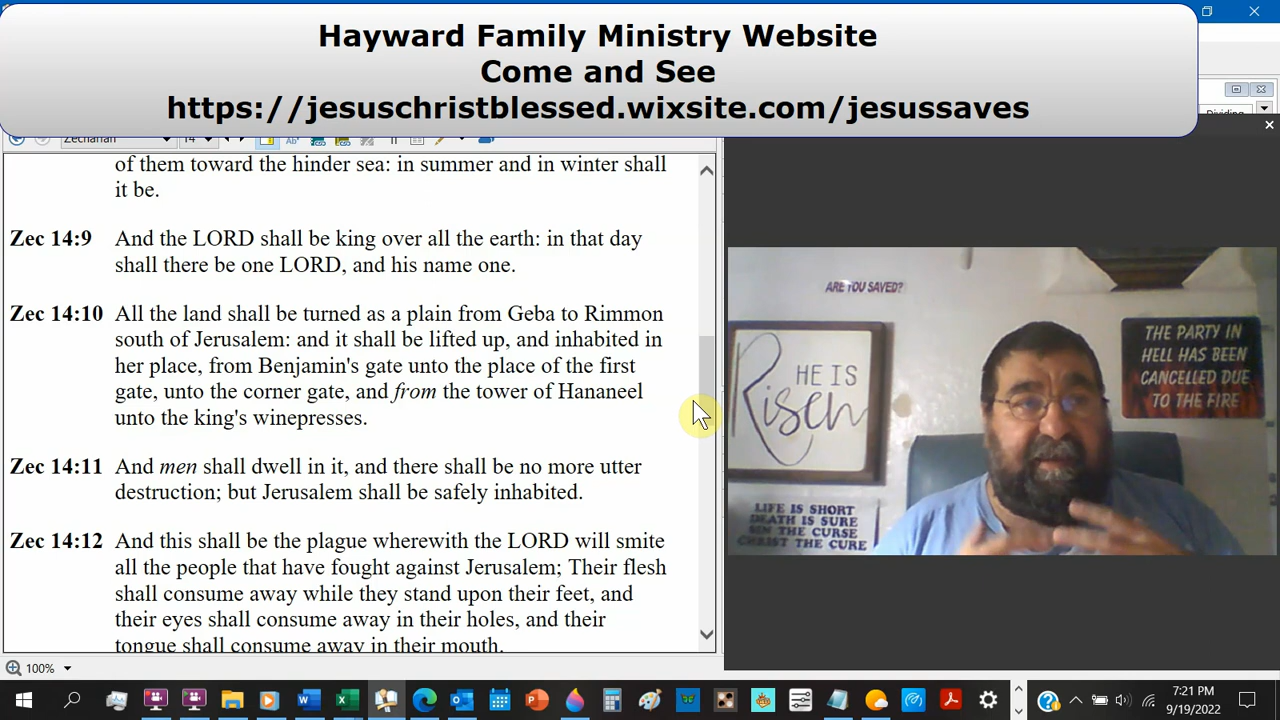 Hayward Family Ministry Website
Come and See
https://jesuschristblessed.wixsite.com/jesussaves
Dividing
Zechariah 14
of them toward the hinder sea: in summer and in winter shall
it be.
Zec 14:9 And the LORD shall be king over all the earth: in that day
shall there be one LORD, and his name one.
Zec 14:10 All the land shall be turned as a plain from Geba to Rimmon
south of Jerusalem: and it shall be lifted up, and inhabited in
her place, from Benjamin's gate unto the place of the first
gate, unto the corner gate, and from the tower of Hananeel
unto the king's winepresses.
Zec 14:11 And men shall dwell in it, and there shall be no more utter
destruction; but Jerusalem shall be safely inhabited.
Zec 14:12 And this shall be the plague wherewith the LORD will smite
all the people that have fought against Jerusalem; Their flesh
shall consume away while they stand upon their feet, and
their eyes shall consume away in their holes, and their
tongue shall consume away in their mouth.
100%
ARE YOU SAVED?
HE IS
Risen
THE PARTY IN
HELL HAS BEEN
CANCELLED DUE
TO THE FIRE
LIFE IS SHORT
DEATH IS SURE
SIN THE CURSE
CHRIST THE CURE
7:21 PM
9/19/2022